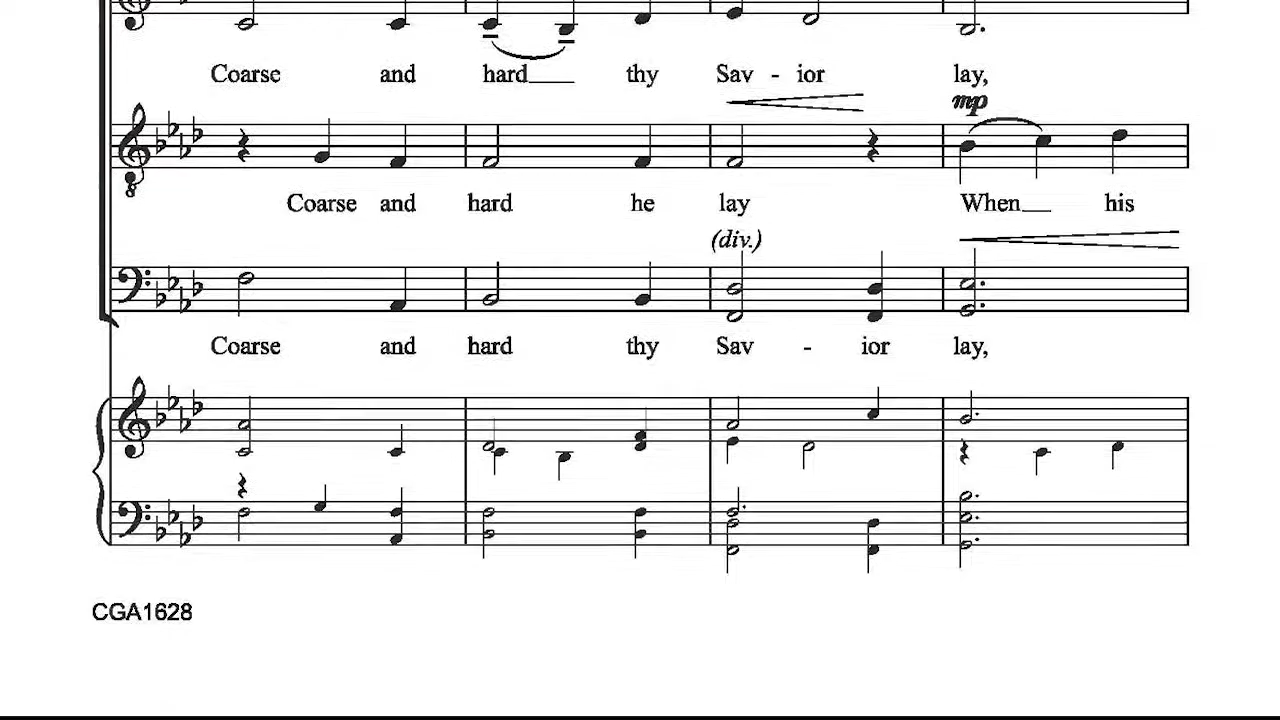 Coarse and hard thy Sav - ior lay,
mp
8
Coarse and hard he lay When his
(div.)
Coarse and hard thy Sav - ior lay,
CGA1628